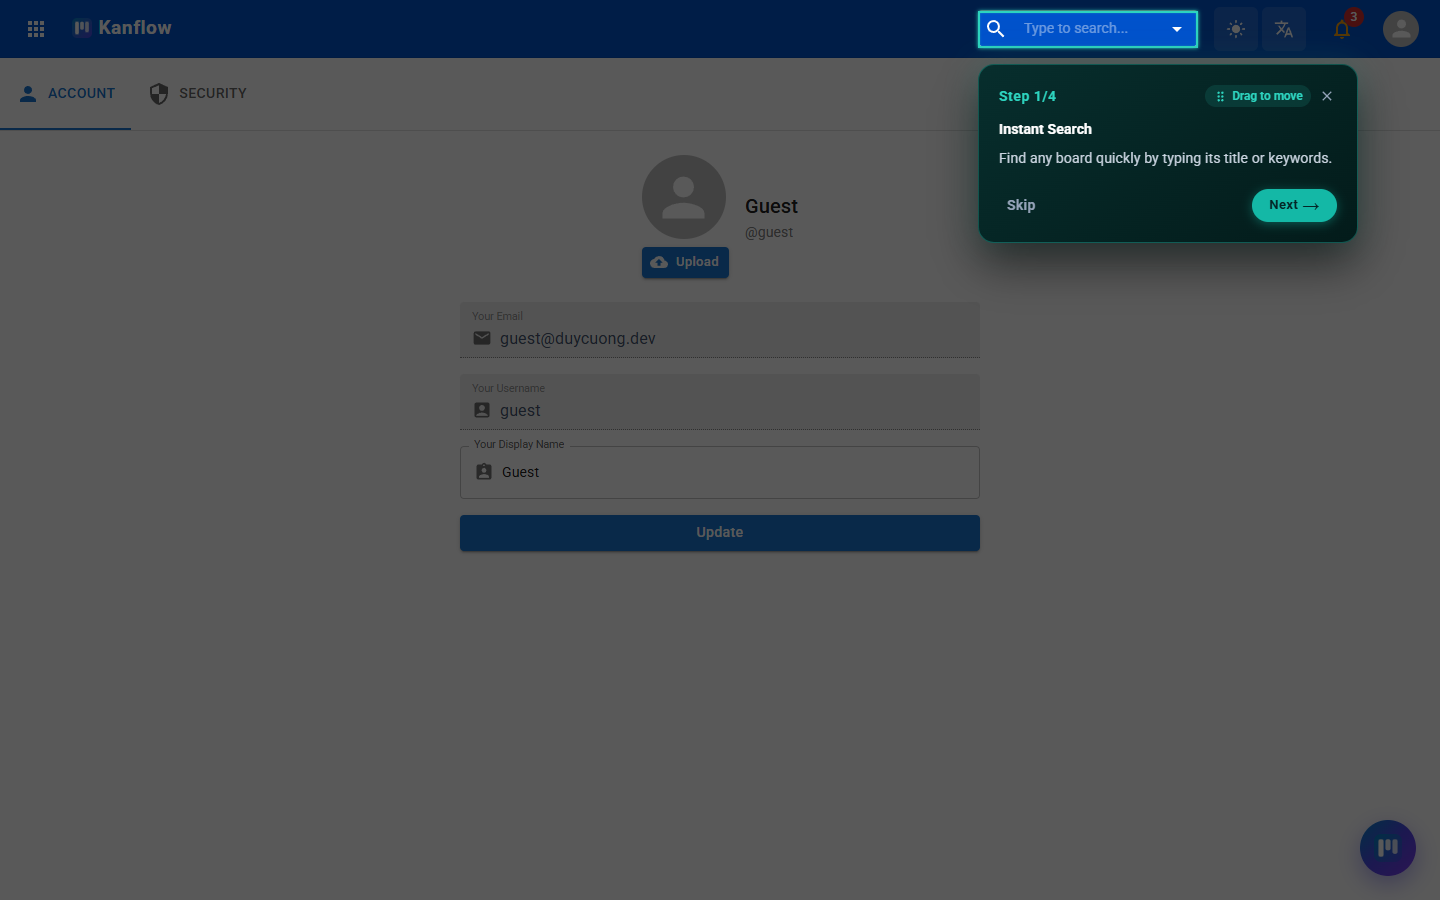 Kanflow
Type to search...
3
ACCOUNT
SECURITY
Step 1/4
Drag to move
Instant Search
Find any board quickly by typing its title or keywords.
Skip
Next →
Guest
@guest
Upload
Your Email
guest@duycuong.dev
Your Username
guest
Your Display Name
Guest
Update